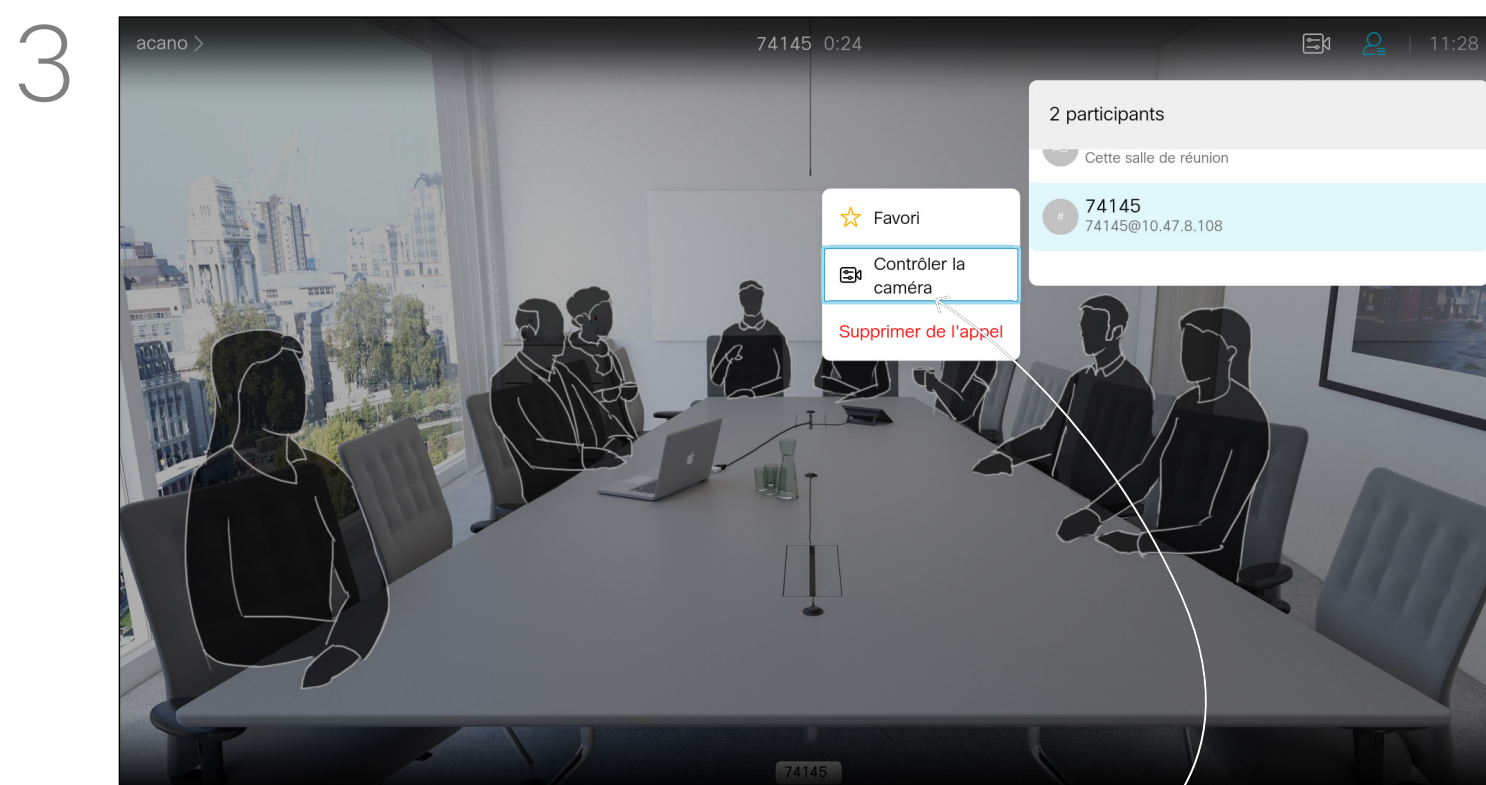 3
acano >
74145 0:24
11:28
2 participants
Cette salle de réunion
74145
74145@10.47.8.108
#
Favori
Contrôler la
caméra
Supprimer de l'appel
74145